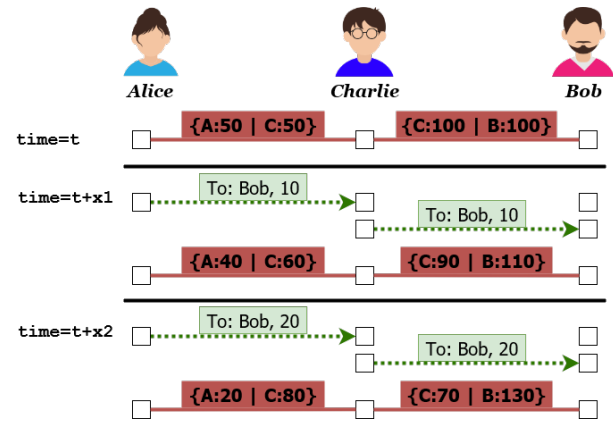 Alice Charlie Bob
{A:50 | C:50} {C:100 | B:100}
time=t
time=t+x1
To: Bob, 10
To: Bob, 10
{A:40 | C:60} {C:90 | B:110}
time=t+x2
To: Bob, 20
To: Bob, 20
{A:20 | C:80} {C:70 | B:130}